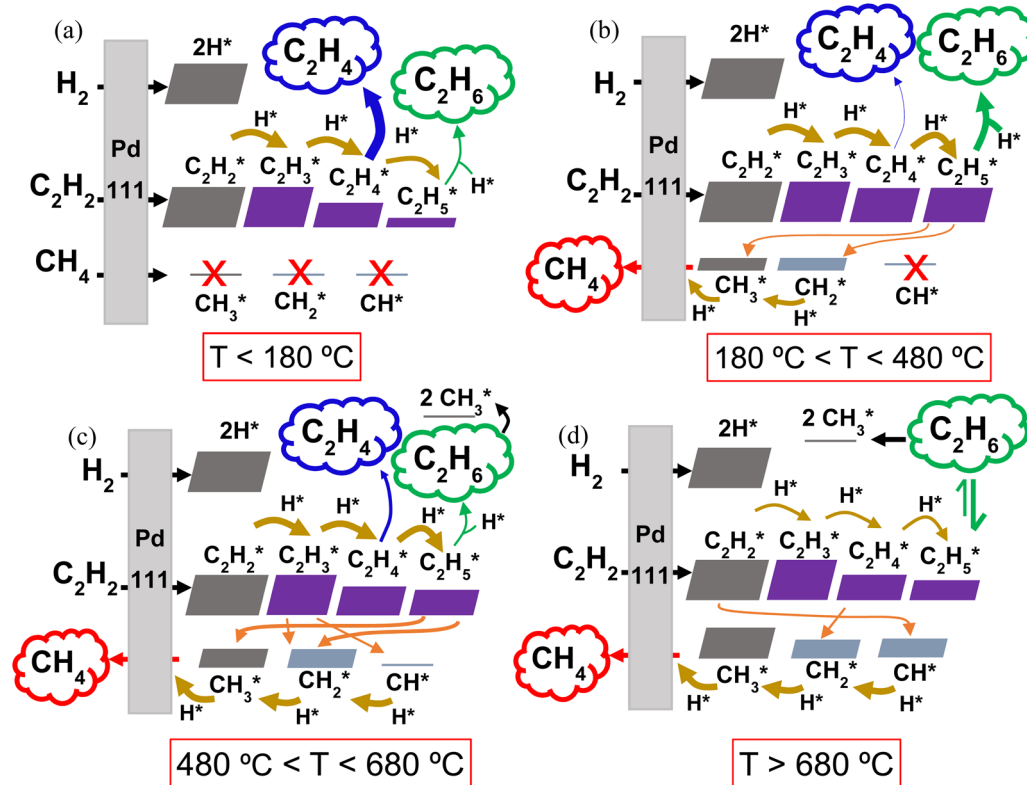 (a)
2H*
C₂H₄
C₂H₆
H₂
H*
H*
H*
Pd
111
C₂H₂
C₂H₂*
C₂H₃*
C₂H₄*
C₂H₅*
H*
CH₄
CH₃*
CH₂*
CH*
T < 180 ºC
(b)
2H*
C₂H₄
C₂H₆
H₂
H*
H*
H*
H*
Pd
111
C₂H₂
C₂H₂*
C₂H₃*
C₂H₄*
C₂H₅*
CH₄
CH₃*
CH₂*
CH*
H*
H*
180 ºC < T < 480 ºC
(c)
2 CH₃*
2H*
C₂H₄
C₂H₆
H₂
H*
H*
H*
H*
Pd
111
C₂H₂
C₂H₂*
C₂H₃*
C₂H₄*
C₂H₅*
CH₄
CH₃*
CH₂*
CH*
H*
H*
H*
480 ºC < T < 680 ºC
(d)
2H*
2 CH₃*
C₂H₆
H₂
H*
H*
H*
Pd
111
C₂H₂
C₂H₂*
C₂H₃*
C₂H₄*
C₂H₅*
CH₄
CH₃*
CH₂*
CH*
H*
H*
H*
T > 680 ºC